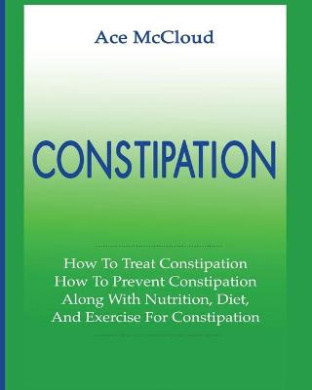 Ace McCloud
CONSTIPATION
How To Treat Constipation
How To Prevent Constipation
Along With Nutrition, Diet,
And Exercise For Constipation